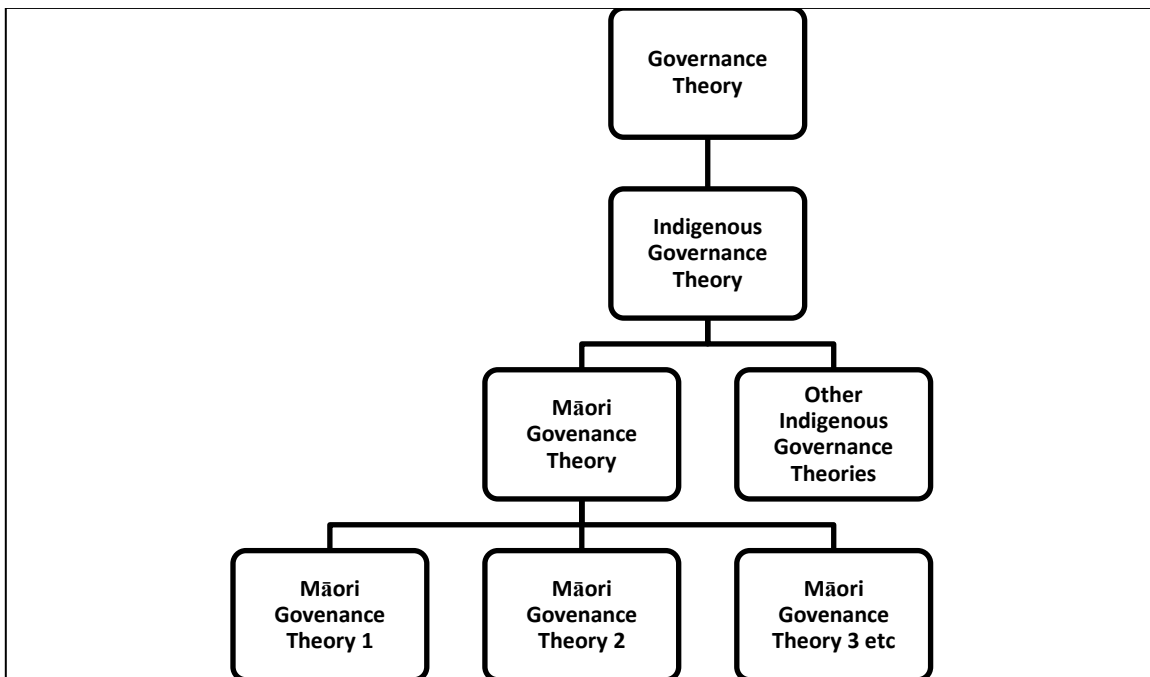 Governance
Theory
Indigenous
Governance
Theory
Māori
Govenance
Theory
Other
Indigenous
Governance
Theories
Māori
Govenance
Theory 1
Māori
Govenance
Theory 2
Māori
Govenance
Theory 3 etc